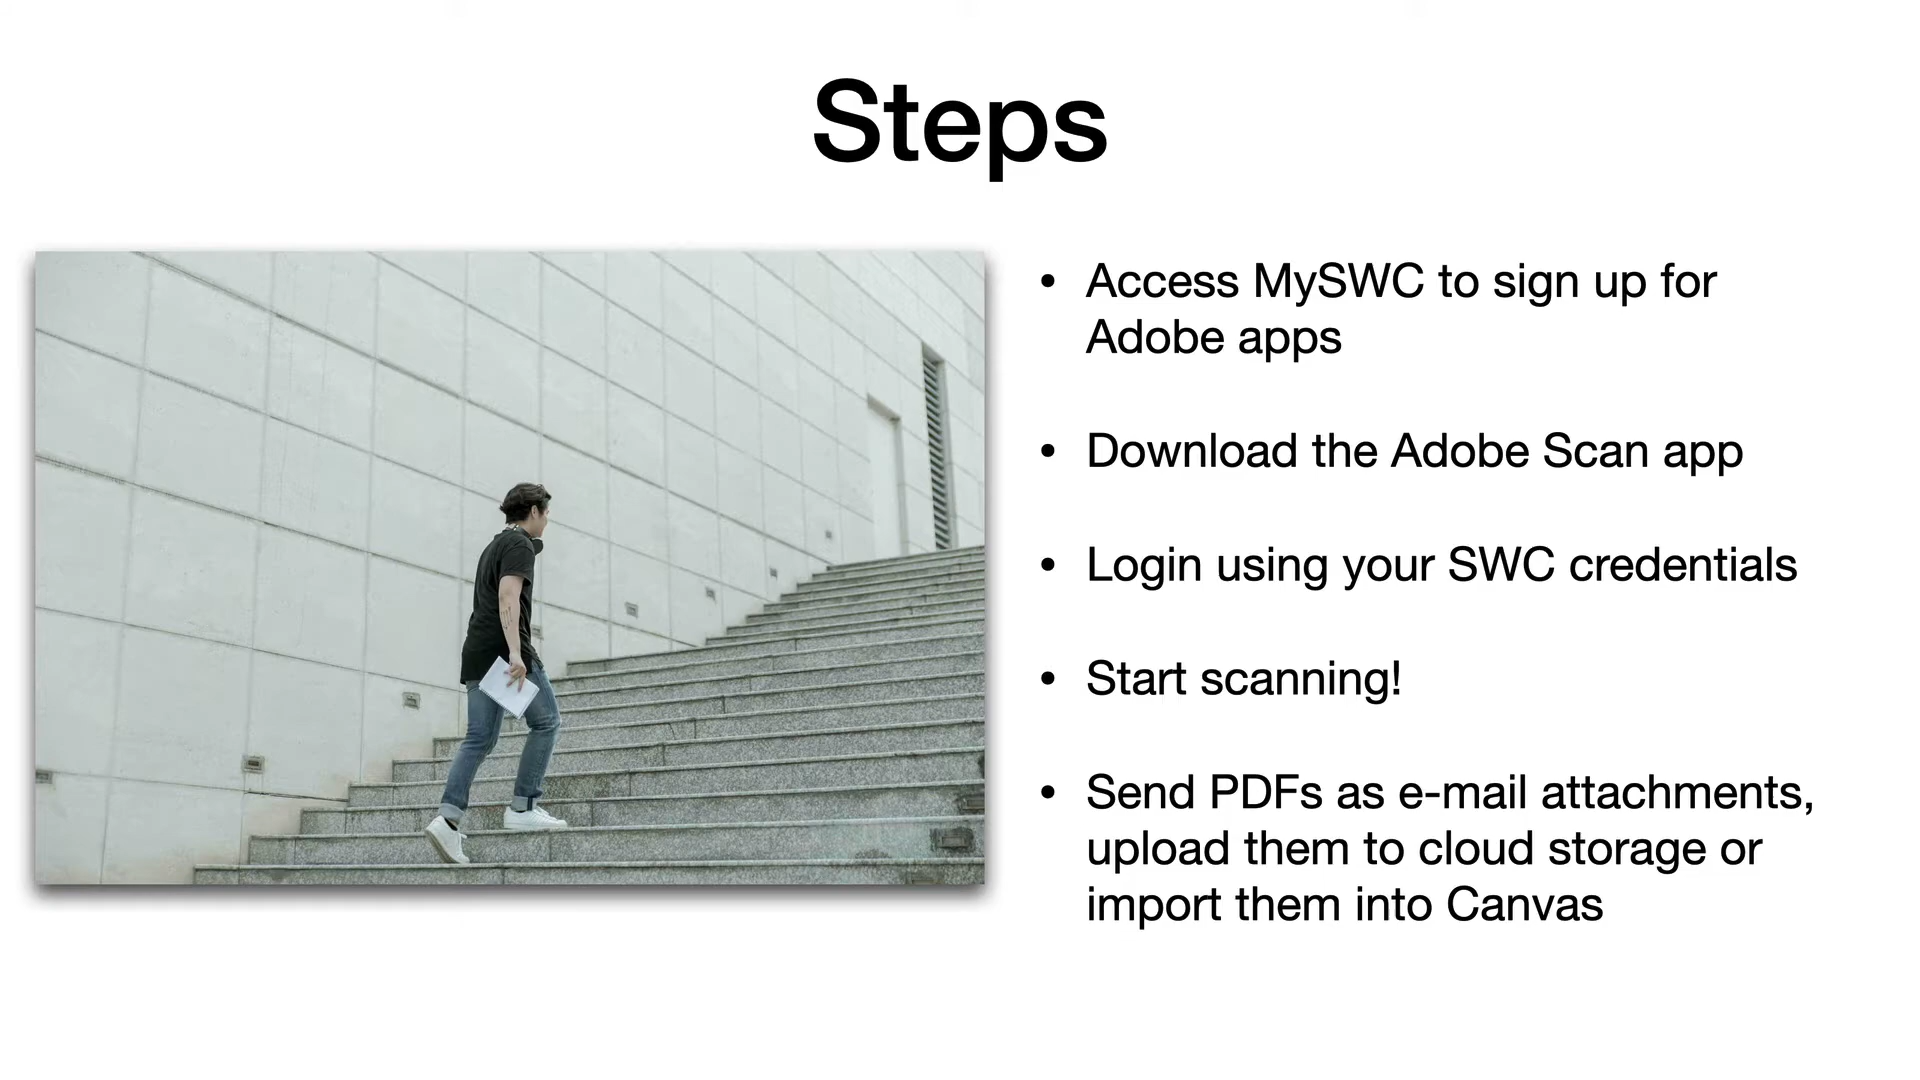 Steps
• Access MySWC to sign up for
Adobe apps
• Download the Adobe Scan app
• Login using your SWC credentials
• Start scanning!
• Send PDFs as e-mail attachments,
upload them to cloud storage or
import them into Canvas